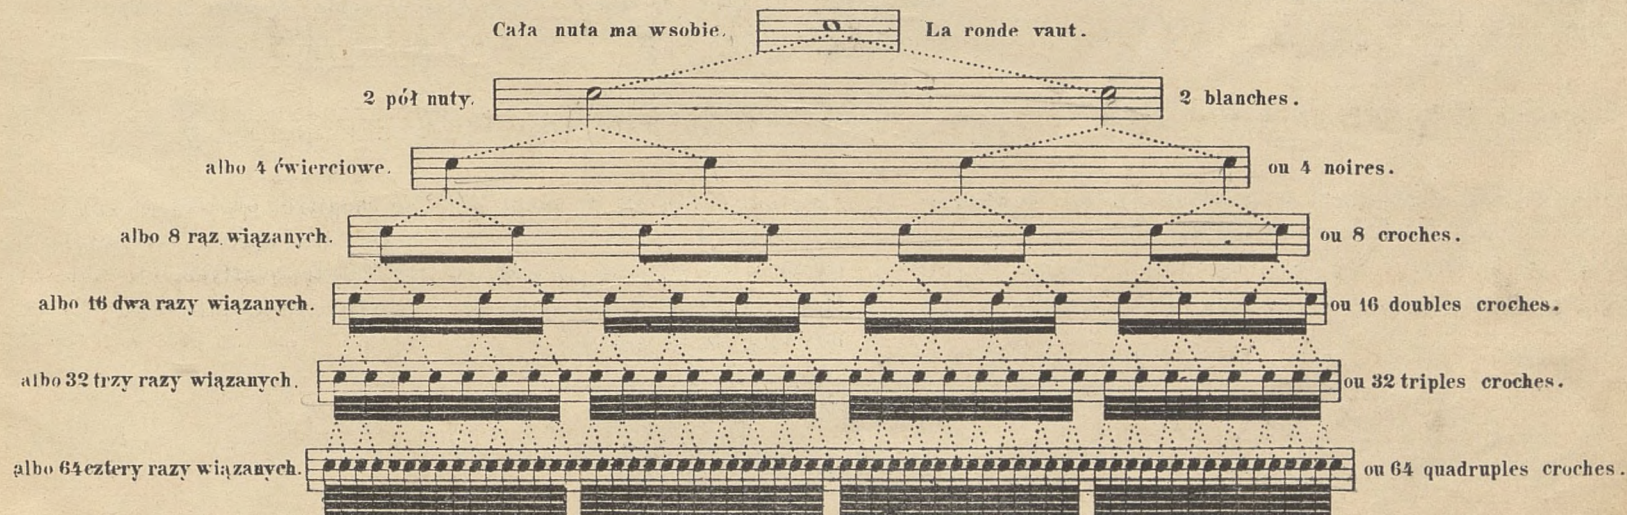 Cała nuta ma wsobie. La ronde vaut.
2 pół nuty. 2 blanches.
albo 4 ćwierciowe. ou 4 noires.
albo 8 rąz wiązanych. ou 8 croches.
albo 16 dwa razy wiązanych. ou 16 doubles croches.
albo 32 trzy razy wiązanych. ou 32 triples croches.
albo 64 cztery razy wiązanych. ou 64 quadruples croches.